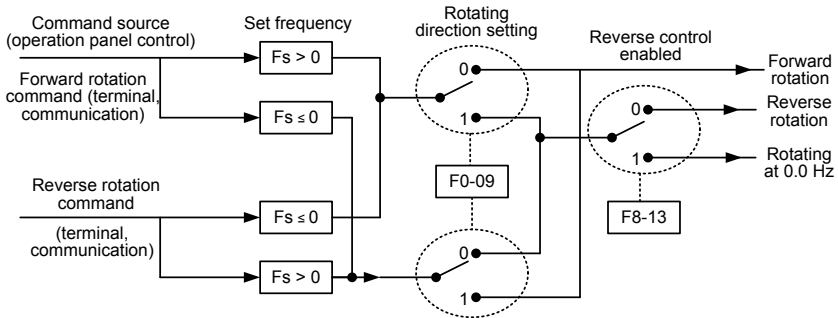 Command source
(operation panel control)
Set frequency
Rotating
direction setting
Reverse control
enabled
Fs > 0
0
Forward
rotation
Forward rotation
command (terminal,
communication)
Fs ≤ 0
1
0
Reverse
rotation
1
Rotating
at 0.0 Hz
F0-09
F8-13
Reverse rotation
command
(terminal,
communication)
Fs ≤ 0
0
Fs > 0
1